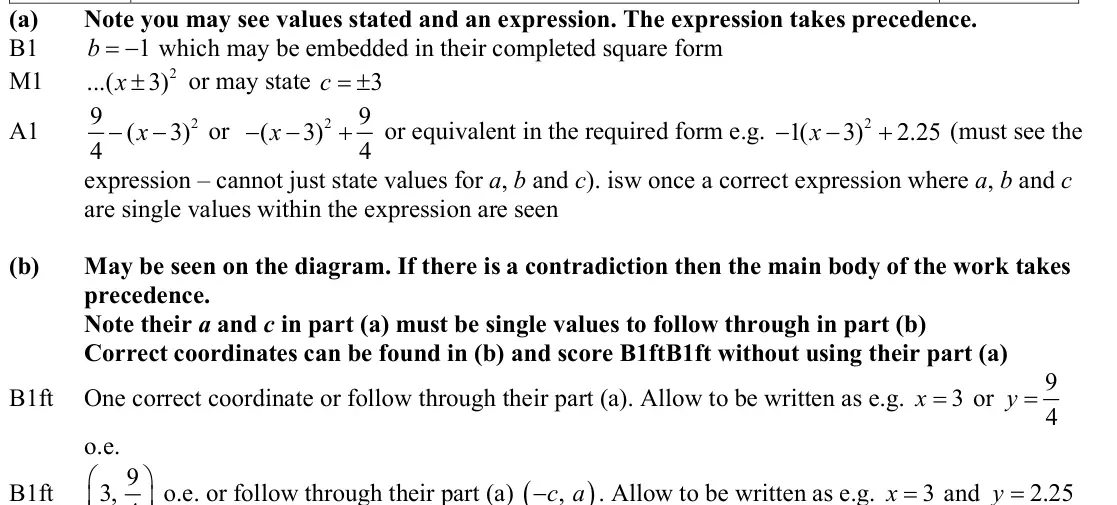 (a) Note you may see values stated and an expression. The expression takes precedence.
B1 b = −1 which may be embedded in their completed square form
M1 ...(x ± 3)² or may state c = ±3
A1 9/4 − (x − 3)² or −(x − 3)² + 9/4 or equivalent in the required form e.g. −1(x − 3)² + 2.25 (must see the
expression – cannot just state values for a, b and c). isw once a correct expression where a, b and c
are single values within the expression are seen
(b) May be seen on the diagram. If there is a contradiction then the main body of the work takes
precedence.
Note their a and c in part (a) must be single values to follow through in part (b)
Correct coordinates can be found in (b) and score B1ftB1ft without using their part (a)
B1ft One correct coordinate or follow through their part (a). Allow to be written as e.g. x = 3 or y = 9/4
o.e.
B1ft (3, 9/4) o.e. or follow through their part (a) (−c, a). Allow to be written as e.g. x = 3 and y = 2.25